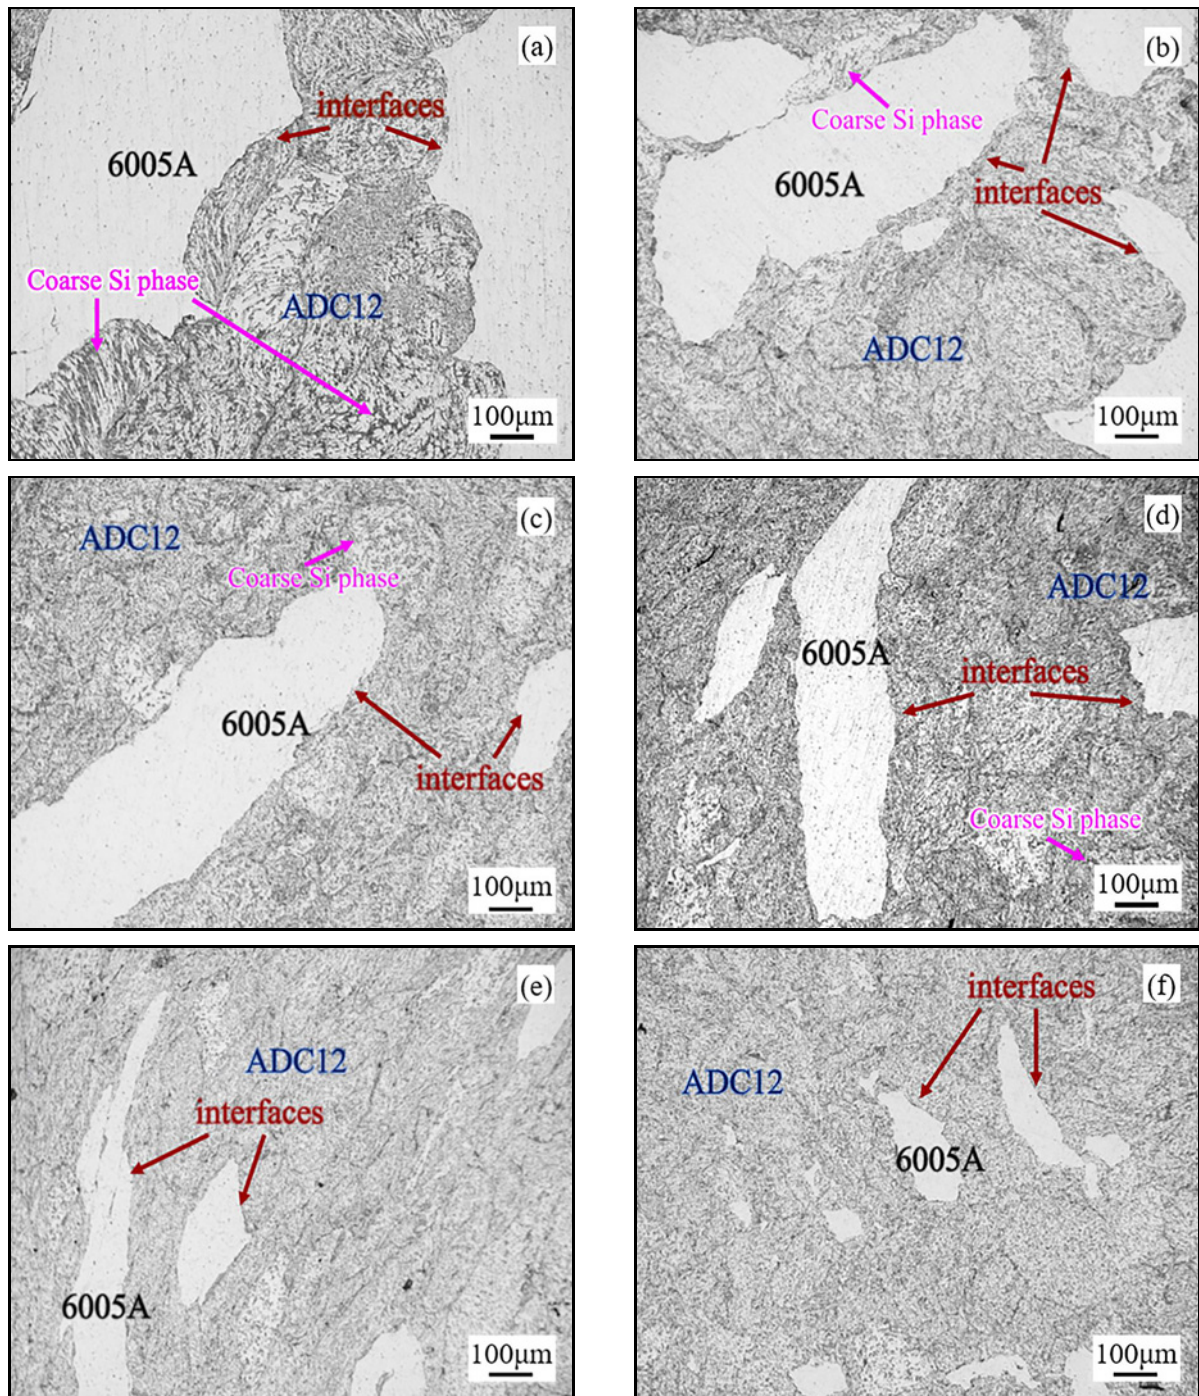 (a)
interfaces
6005A
Coarse Si phase
ADC12
100μm
(b)
Coarse Si phase
6005A
interfaces
ADC12
100μm
(c)
ADC12
Coarse Si phase
6005A
interfaces
100μm
(d)
ADC12
6005A
interfaces
Coarse Si phase
100μm
(e)
ADC12
interfaces
6005A
100μm
(f)
interfaces
ADC12
6005A
100μm